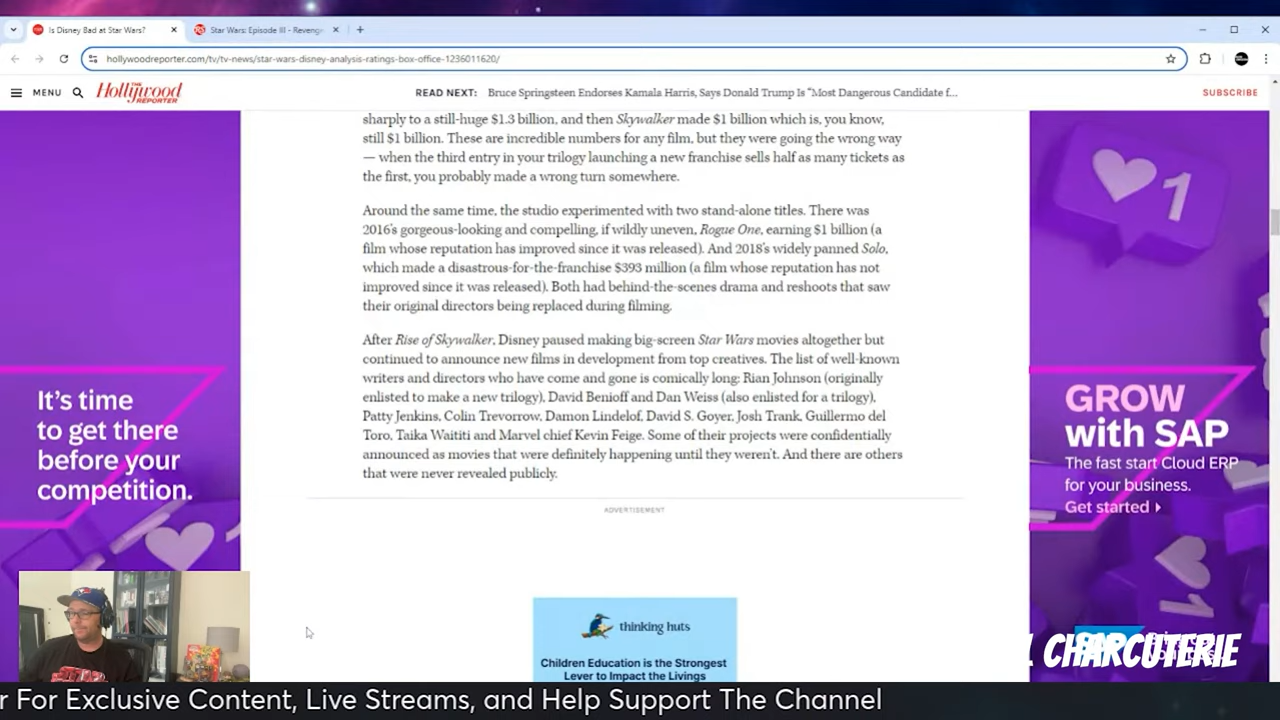 Is Disney Bad at Star Wars?
Star Wars: Episode III - Reveng
hollywoodreporter.com/tv/tv-news/star-wars-disney-analysis-ratings-box-office-1236011620/
MENU
THE Hollywood REPORTER
READ NEXT: Bruce Springsteen Endorses Kamala Harris, Says Donald Trump Is “Most Dangerous Candidate f...
SUBSCRIBE
sharply to a still-huge $1.3 billion, and then Skywalker made $1 billion which is, you know,
still $1 billion. These are incredible numbers for any film, but they were going the wrong way
— when the third entry in your trilogy launching a new franchise sells half as many tickets as
the first, you probably made a wrong turn somewhere.
Around the same time, the studio experimented with two stand-alone titles. There was
2016’s gorgeous-looking and compelling, if wildly uneven, Rogue One, earning $1 billion (a
film whose reputation has improved since it was released). And 2018’s widely panned Solo,
which made a disastrous-for-the-franchise $393 million (a film whose reputation has not
improved since it was released). Both had behind-the-scenes drama and reshoots that saw
their original directors being replaced during filming.
After Rise of Skywalker, Disney paused making big-screen Star Wars movies altogether but
continued to announce new films in development from top creatives. The list of well-known
writers and directors who have come and gone is comically long: Rian Johnson (originally
enlisted to make a new trilogy), David Benioff and Dan Weiss (also enlisted for a trilogy),
Patty Jenkins, Colin Trevorrow, Damon Lindelof, David S. Goyer, Josh Trank, Guillermo del
Toro, Taika Waititi and Marvel chief Kevin Feige. Some of their projects were confidentially
announced as movies that were definitely happening until they weren’t. And there are others
that were never revealed publicly.
ADVERTISEMENT
thinking huts
Children Education is the Strongest
Lever to Impact the Livings
It’s time
to get there
before your
competition.
1
GROW
with SAP
The fast start Cloud ERP
for your business.
Get started
CHARCUTERIE
r For Exclusive Content, Live Streams, and Help Support The Channel